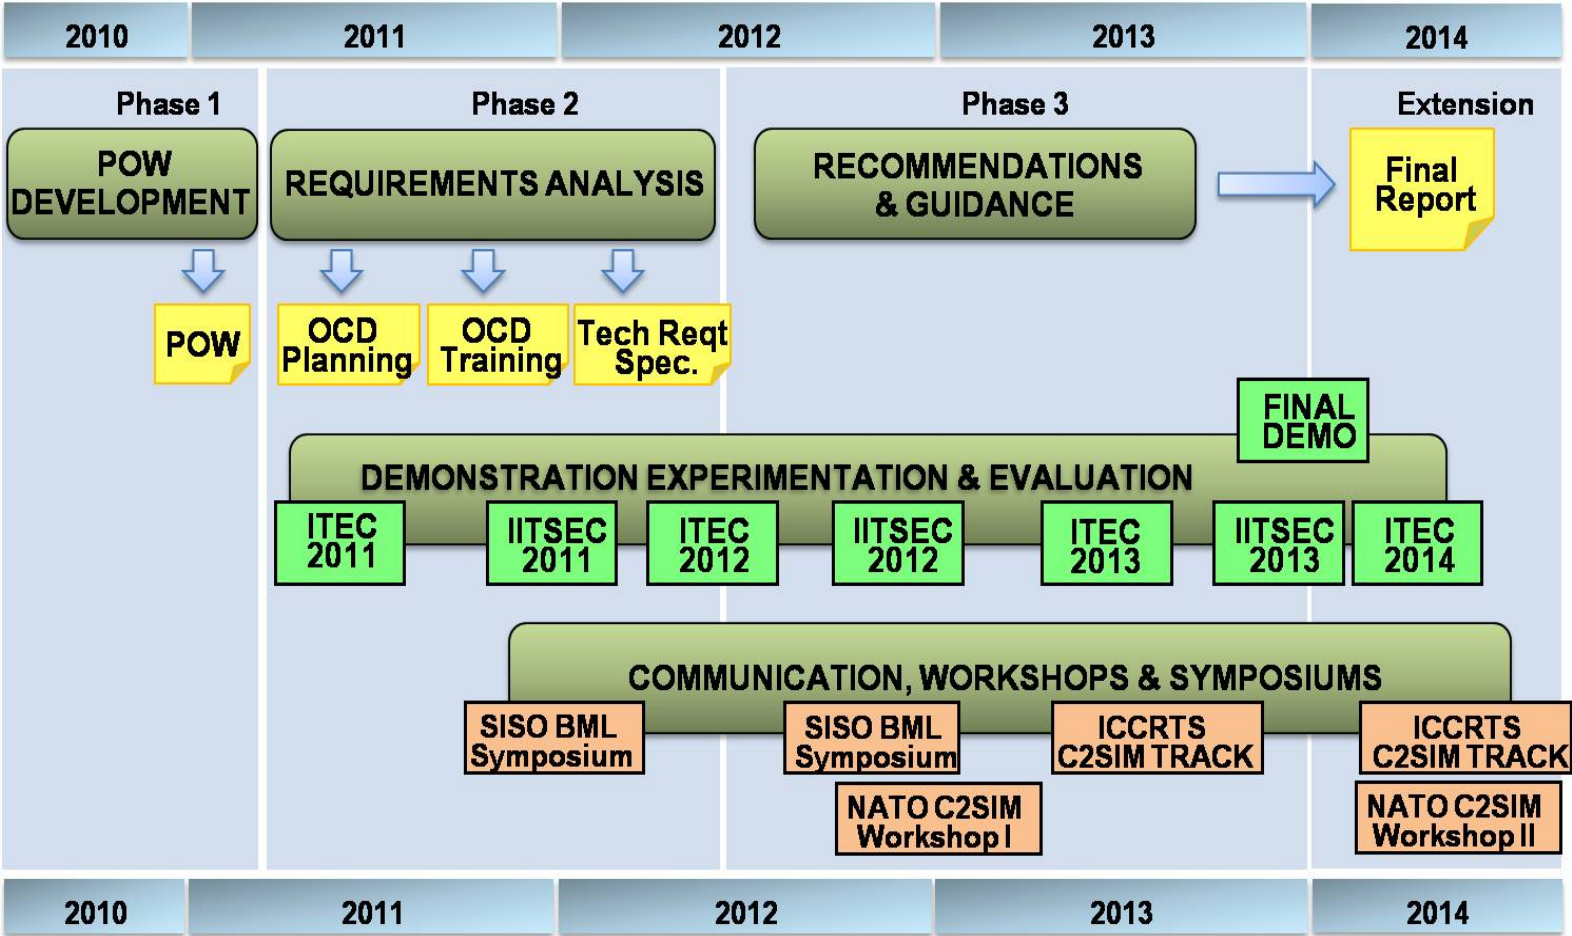 2010
2011
2012
2013
2014
Phase 1
Phase 2
Phase 3
Extension
POW
DEVELOPMENT
REQUIREMENTS ANALYSIS
RECOMMENDATIONS
& GUIDANCE
Final
Report
POW
OCD
Planning
OCD
Training
Tech Reqt
Spec.
FINAL
DEMO
DEMONSTRATION EXPERIMENTATION & EVALUATION
ITEC
2011
IITSEC
2011
ITEC
2012
IITSEC
2012
ITEC
2013
IITSEC
2013
ITEC
2014
COMMUNICATION, WORKSHOPS & SYMPOSIUMS
SISO BML
Symposium
SISO BML
Symposium
ICCRTS
C2SIM TRACK
ICCRTS
C2SIM TRACK
NATO C2SIM
Workshop I
NATO C2SIM
Workshop II
2010
2011
2012
2013
2014